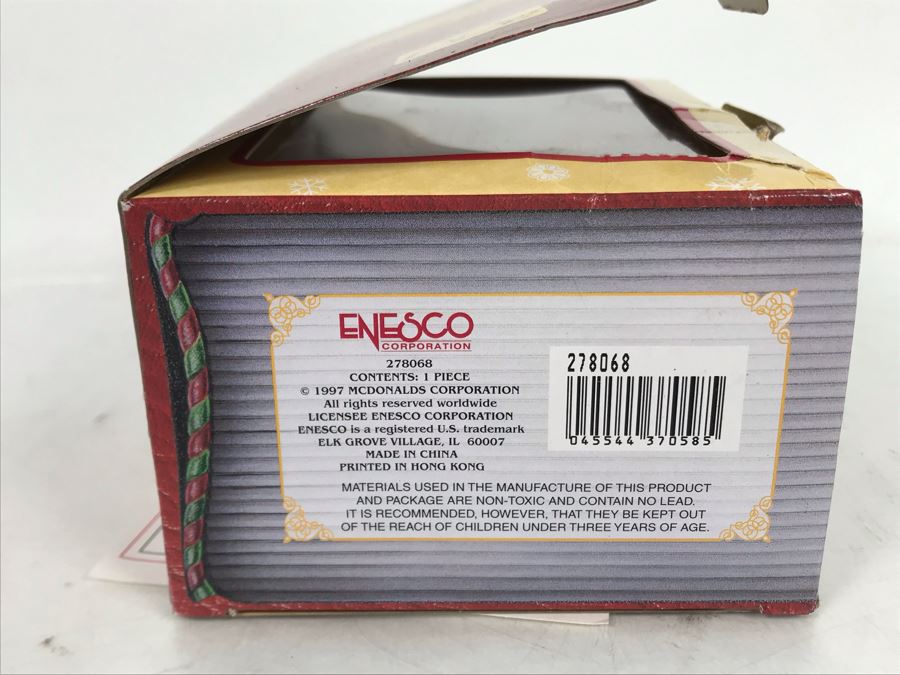 ENESCO
CORPORATION
278068
CONTENTS: 1 PIECE
© 1997 MCDONALDS CORPORATION
All rights reserved worldwide
LICENSEE ENESCO CORPORATION
ENESCO is a registered U.S. trademark
ELK GROVE VILLAGE, IL 60007
MADE IN CHINA
PRINTED IN HONG KONG
MATERIALS USED IN THE MANUFACTURE OF THIS PRODUCT
AND PACKAGE ARE NON-TOXIC AND CONTAIN NO LEAD.
IT IS RECOMMENDED, HOWEVER, THAT THEY BE KEPT OUT
OF THE REACH OF CHILDREN UNDER THREE YEARS OF AGE.
278068
045544 370585